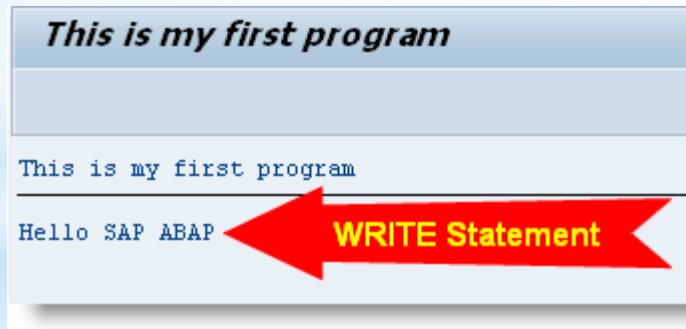 This is my first program
This is my first program
Hello SAP ABAP
WRITE Statement